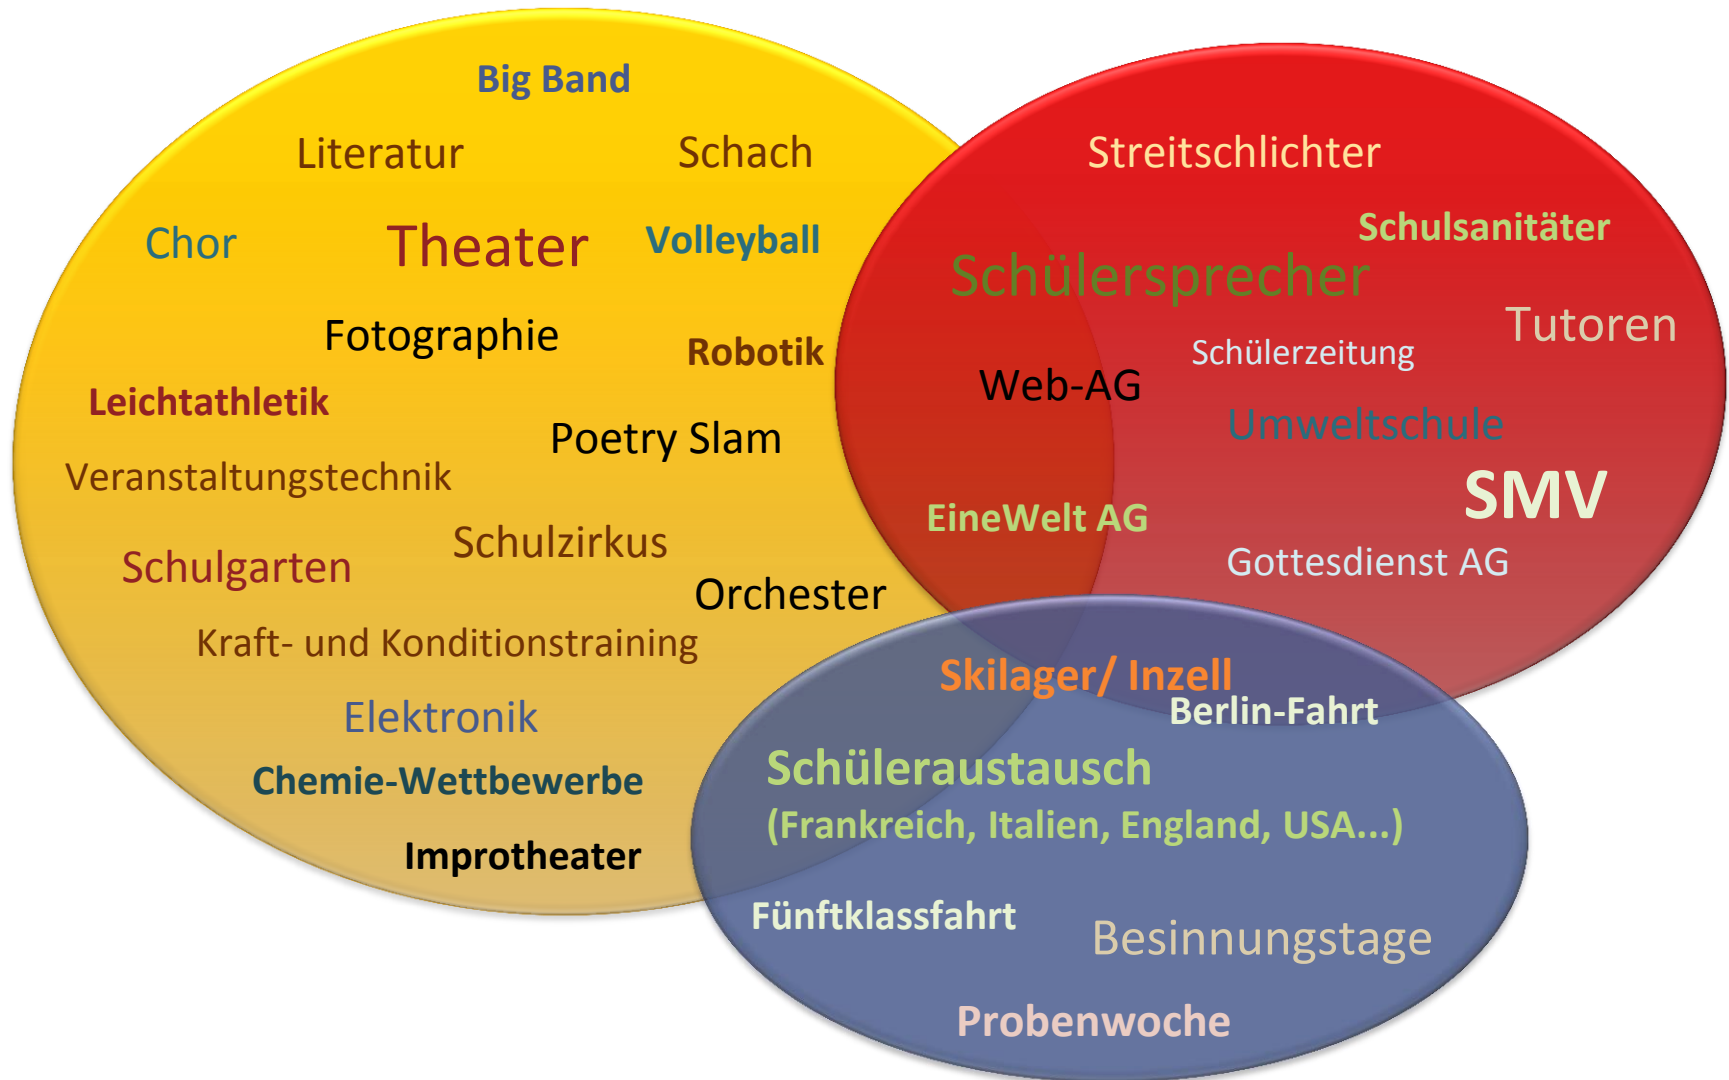 Big Band
Literatur
Schach
Chor
Theater
Volleyball
Fotographie
Robotik
Leichtathletik
Poetry Slam
Veranstaltungstechnik
Schulzirkus
Schulgarten
Orchester
Kraft- und Konditionstraining
Elektronik
Chemie-Wettbewerbe
Improtheater
Streitschlichter
Schulsanitäter
Schülersprecher
Tutoren
Schülerzeitung
Web-AG
Umweltschule
SMV
EineWelt AG
Gottesdienst AG
Skilager/ Inzell
Berlin-Fahrt
Schüleraustausch
(Frankreich, Italien, England, USA...)
Fünftklassfahrt
Besinnungstage
Probenwoche